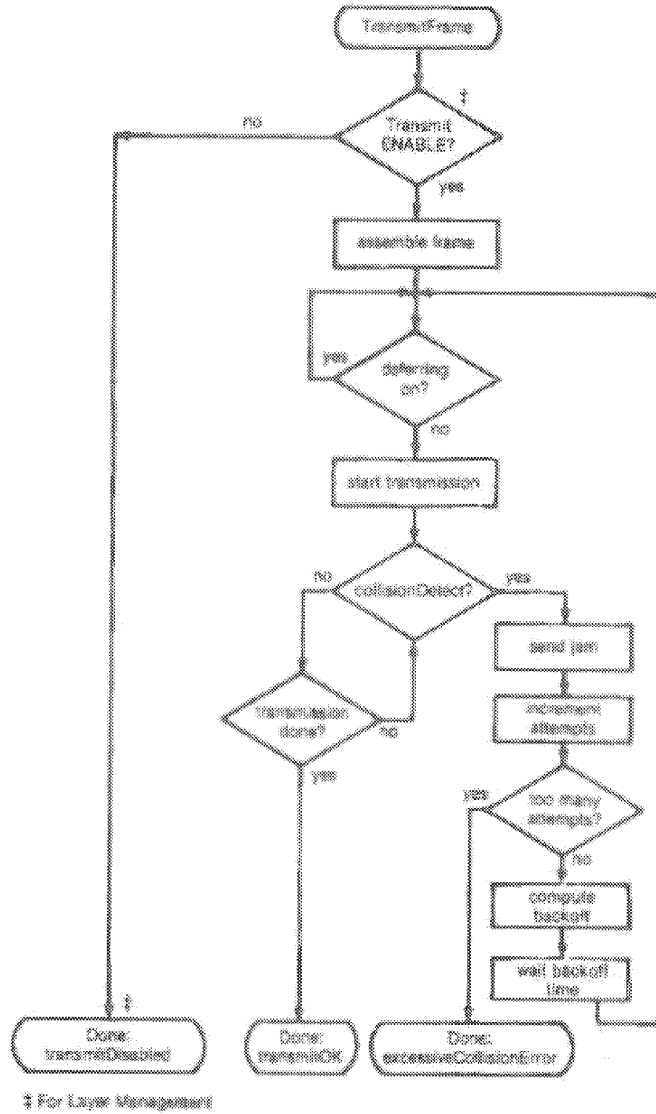 TransmitFrame
‡
no
Transmit
ENABLE?
yes
assemble frame
yes
deferring
on?
no
start transmission
no
collisionDetect?
yes
send jam
increment
attempts
transmission
done?
no
yes
yes
too many
attempts?
no
compute
backoff
wait backoff
time
‡
Done:
transmitDisabled
Done:
transmitOK
Done:
excessiveCollisionError
‡ For Layer Management